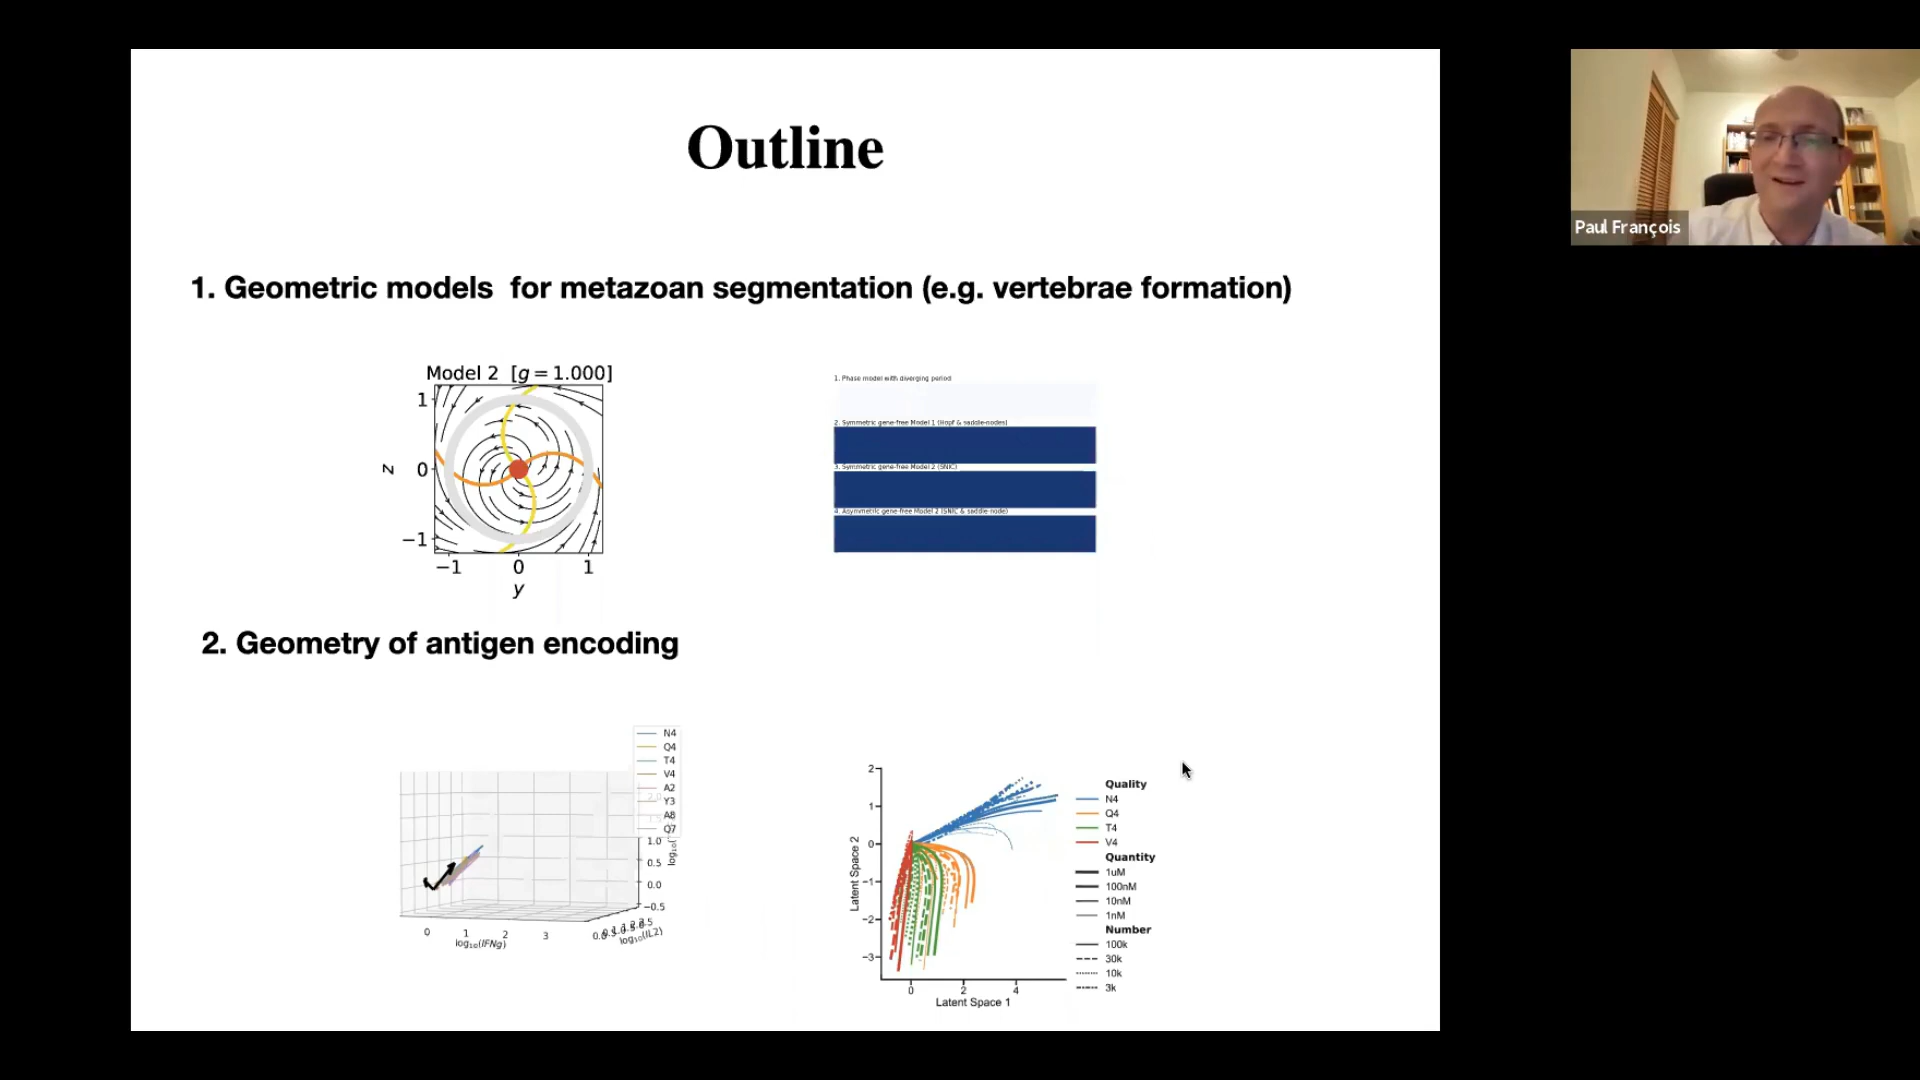 Outline
Paul François
1. Geometric models for metazoan segmentation (e.g. vertebrae formation)
Model 2 [g = 1.000]
1
0
−1
z
−1 0 1
y
1. Phase model with diverging period
2. Symmetric gene-free Model 1 (Hopf & saddle-nodes)
3. Symmetric gene-free Model 2 (SNIC)
4. Asymmetric gene-free Model 2 (SNIC & saddle-node)
2. Geometry of antigen encoding
N4
Q4
T4
V4
A2
Y3
A8
Q7
1.0
0.5
0.0
−0.5
0 1 2 3
log10(IFNg)
log10(IL2)
2
1
0
−1
−2
−3
Latent Space 2
0 2 4
Latent Space 1
Quality
N4
Q4
T4
V4
Quantity
1uM
100nM
10nM
1nM
Number
100k
30k
10k
3k